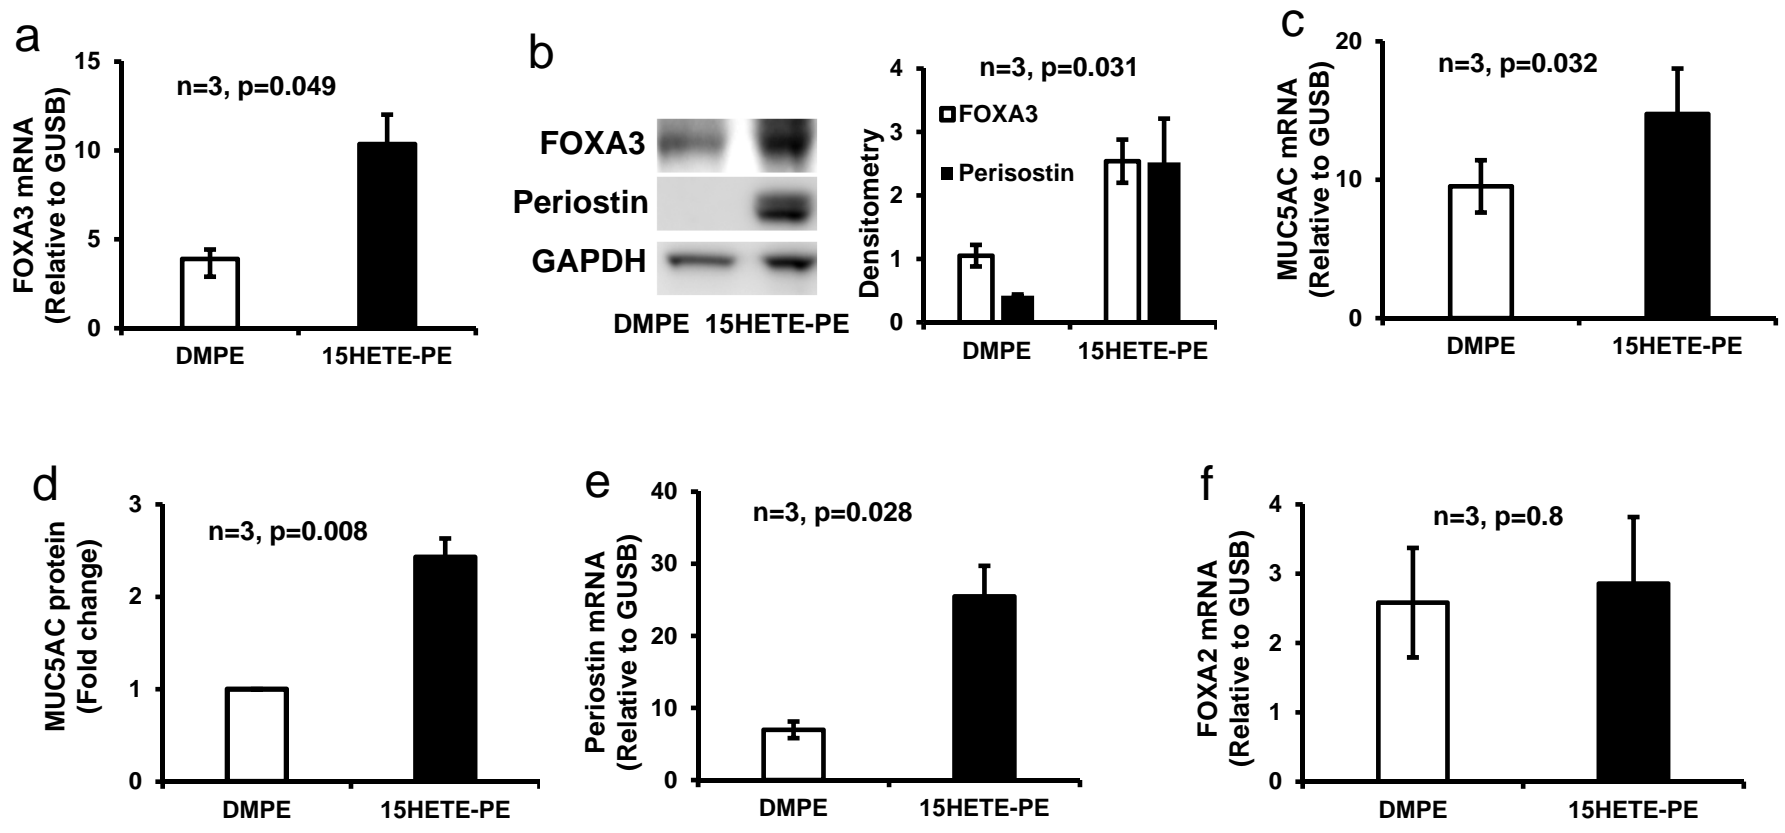 a
FOXA3 mRNA
(Relative to GUSB)
15
10
5
0
n=3, p=0.049
DMPE 15HETE-PE
b
FOXA3
Periostin
GAPDH
DMPE 15HETE-PE
Densitometry
4
3
2
1
0
n=3, p=0.031
FOXA3
Perisostin
DMPE 15HETE-PE
c
MUC5AC mRNA
(Relative to GUSB)
20
10
0
n=3, p=0.032
DMPE 15HETE-PE
d
MUC5AC protein
(Fold change)
3
2
1
0
n=3, p=0.008
DMPE 15HETE-PE
e
Periostin mRNA
(Relative to GUSB)
40
30
20
10
0
n=3, p=0.028
DMPE 15HETE-PE
f
FOXA2 mRNA
(Relative to GUSB)
4
3
2
1
0
n=3, p=0.8
DMPE 15HETE-PE